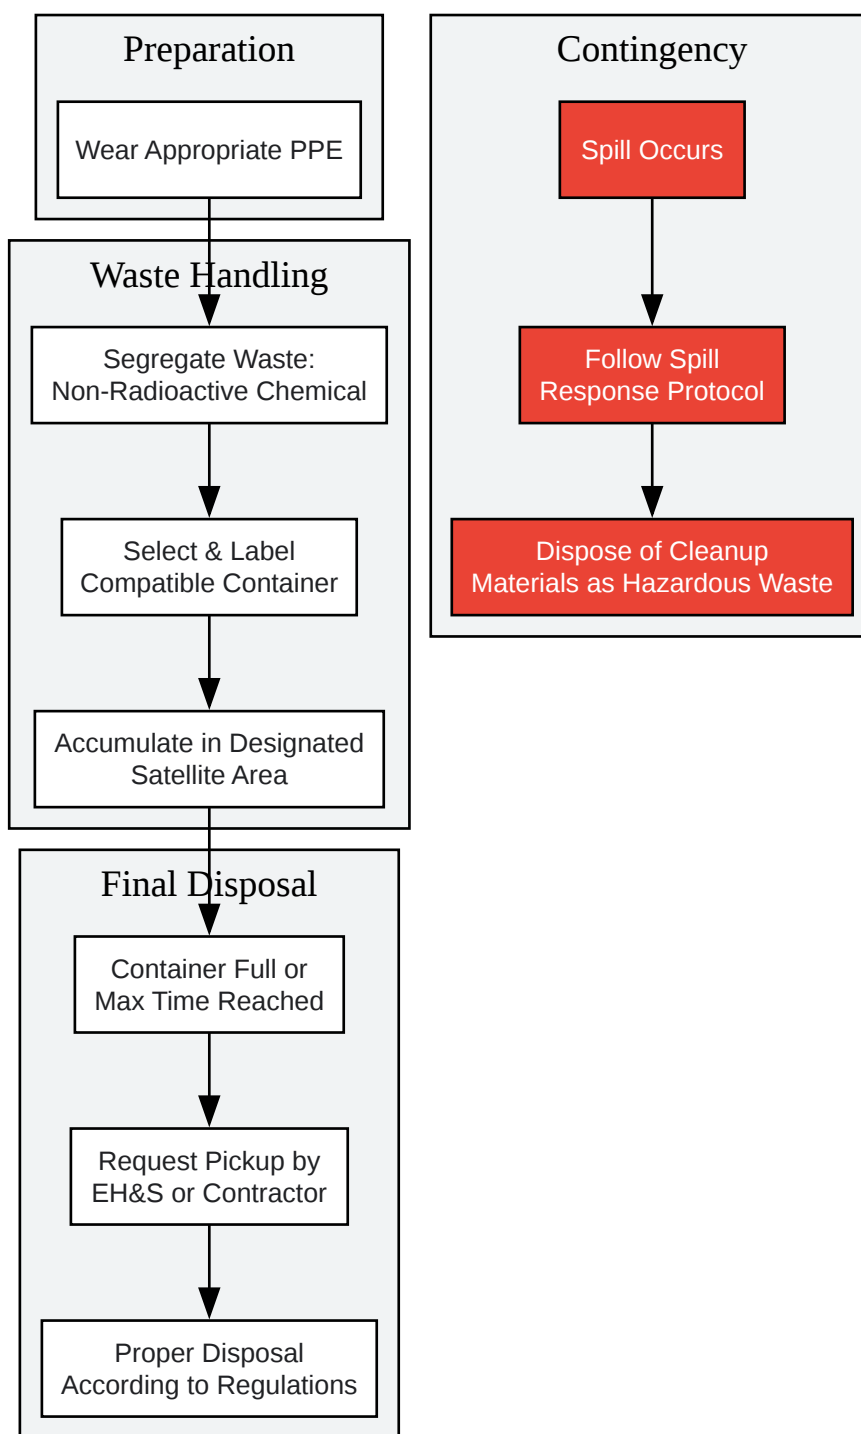 Preparation
Wear Appropriate PPE
Waste Handling
Segregate Waste:
Non-Radioactive Chemical
Select & Label
Compatible Container
Accumulate in Designated
Satellite Area
Final Disposal
Container Full or
Max Time Reached
Request Pickup by
EH&S or Contractor
Proper Disposal
According to Regulations
Contingency
Spill Occurs
Follow Spill
Response Protocol
Dispose of Cleanup
Materials as Hazardous Waste